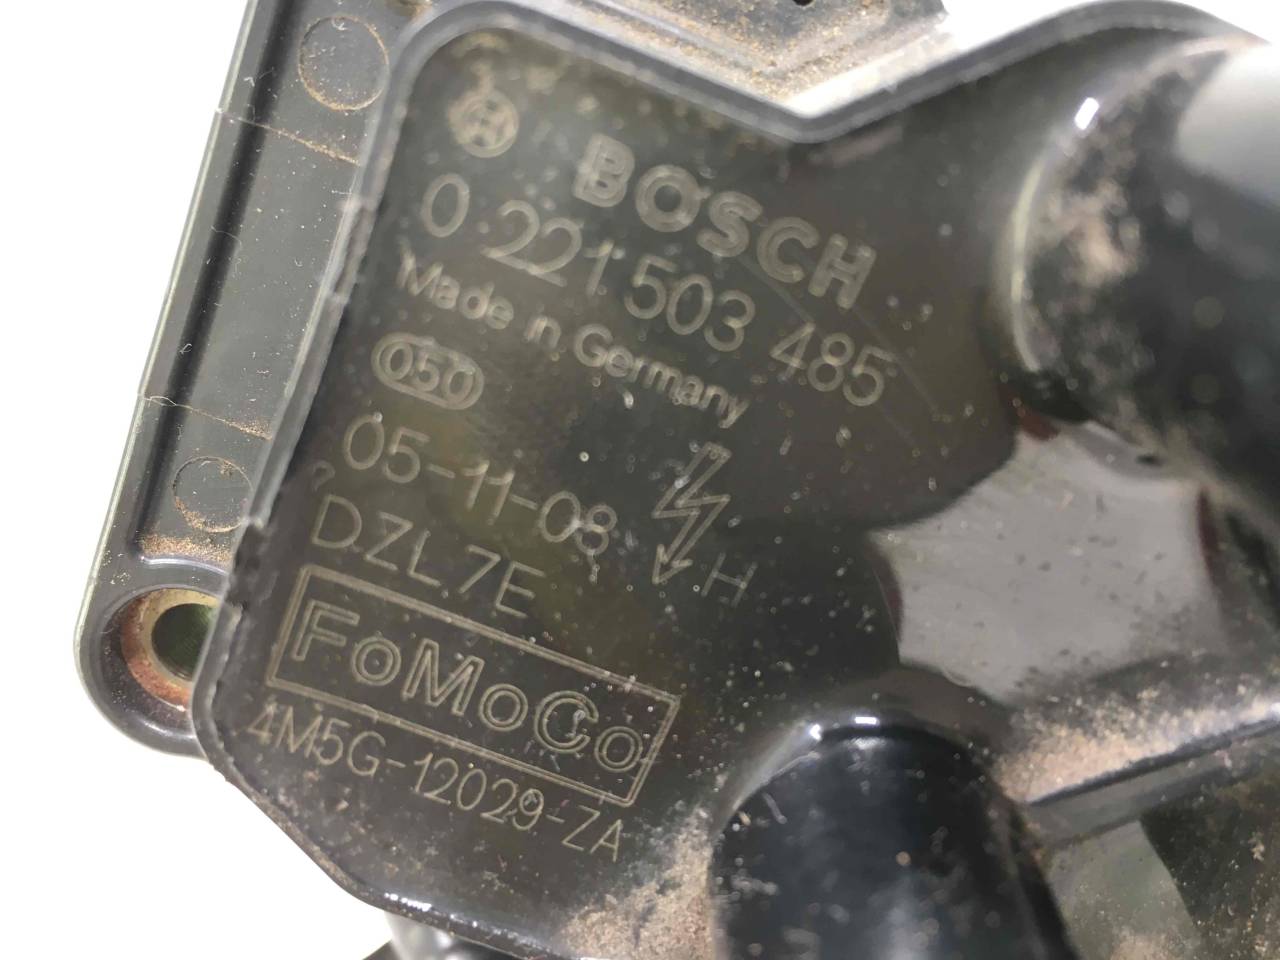 BOSCH
0 221 503 485
Made in Germany
050
05-11-08
H
DZL7E
FoMoCo
4M5G-12029-ZA